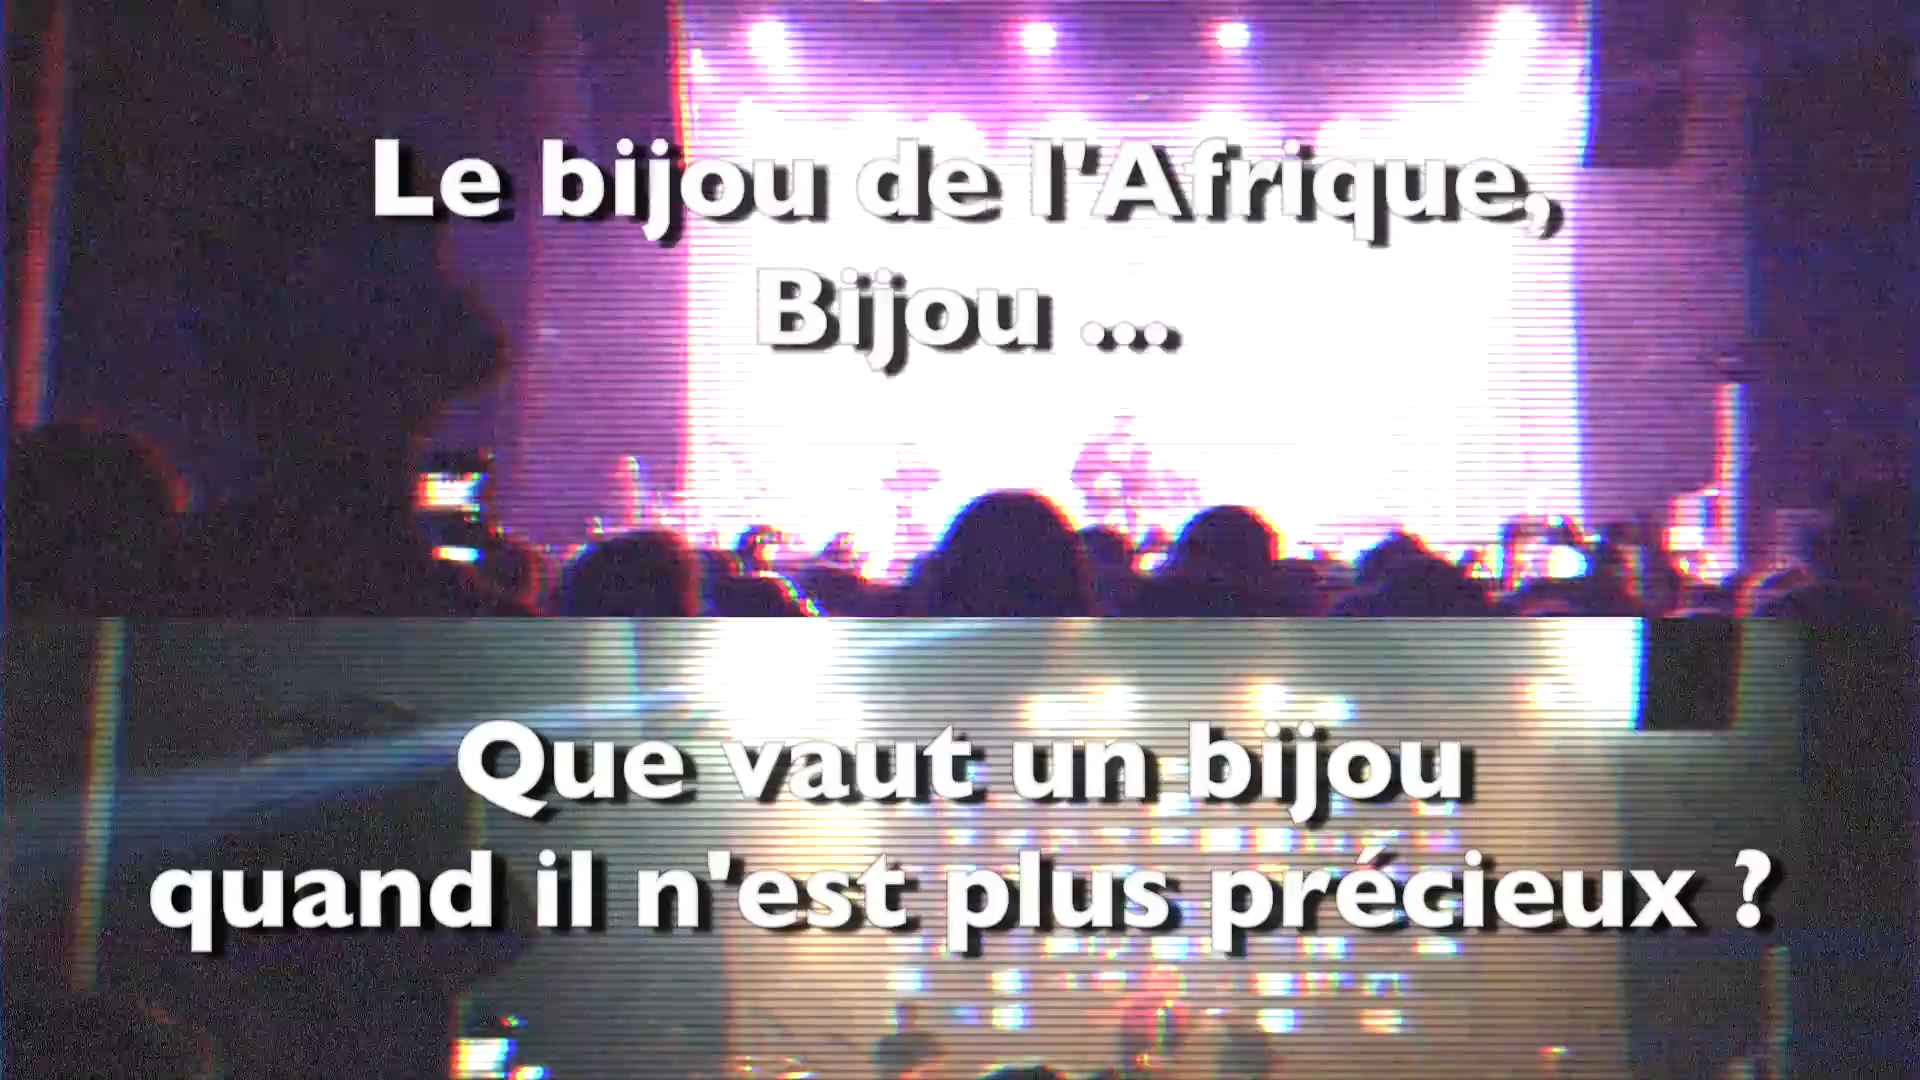 Le bijou de l'Afrique,
Bijou ...
Que vaut un bijou
quand il n'est plus précieux ?